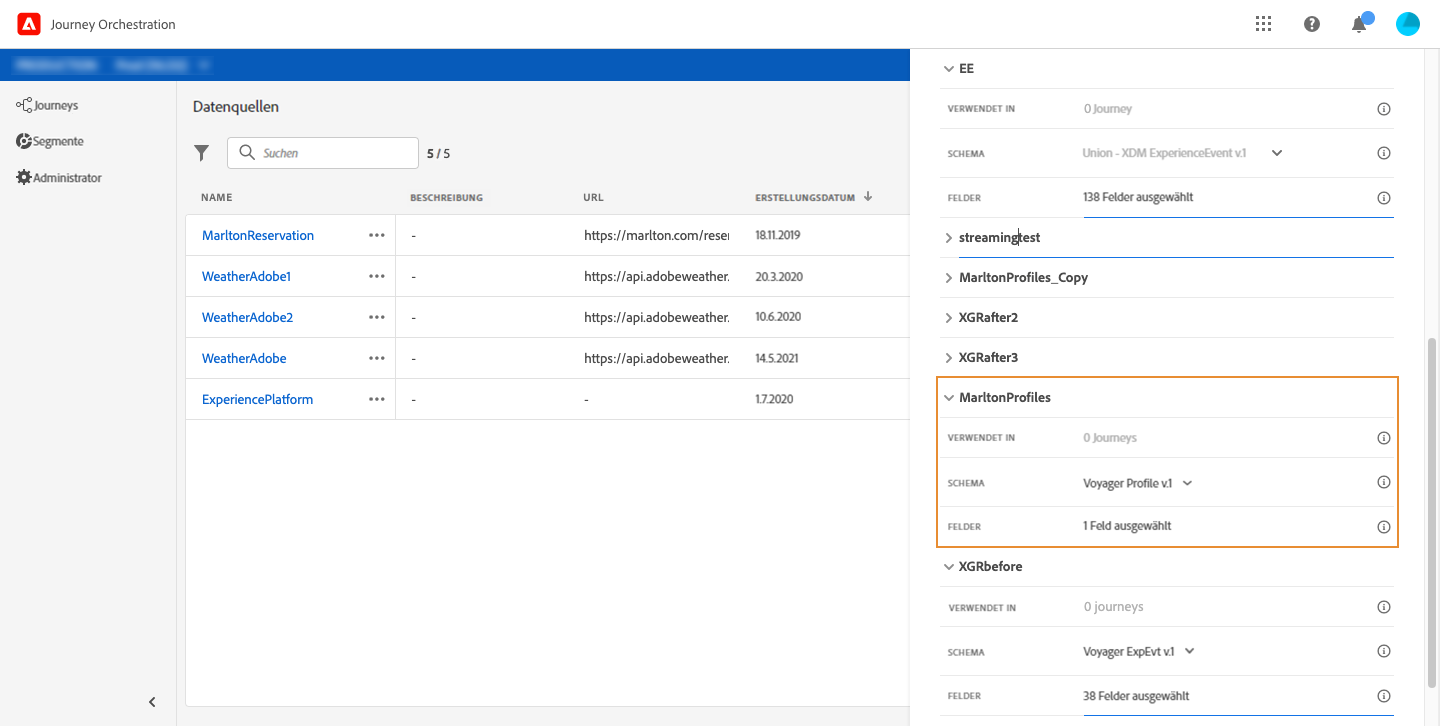 Journey Orchestration
Journeys
Segmente
Administrator
Datenquellen
Suchen
5 / 5
NAME BESCHREIBUNG URL ERSTELLUNGSDATUM
MarltonReservation - https://marlton.com/reser 18.11.2019
WeatherAdobe1 - https://api.adobeweather. 20.3.2020
WeatherAdobe2 - https://api.adobeweather. 10.6.2020
WeatherAdobe - https://api.adobeweather. 14.5.2021
ExperiencePlatform - - 1.7.2020
EE
VERWENDET IN 0 Journey
SCHEMA Union - XDM ExperienceEvent v.1
FELDER 138 Felder ausgewählt
streamingtest
MarltonProfiles_Copy
XGRafter2
XGRafter3
MarltonProfiles
VERWENDET IN 0 Journeys
SCHEMA Voyager Profile v.1
FELDER 1 Feld ausgewählt
XGRbefore
VERWENDET IN 0 journeys
SCHEMA Voyager ExpEvt v.1
FELDER 38 Felder ausgewählt